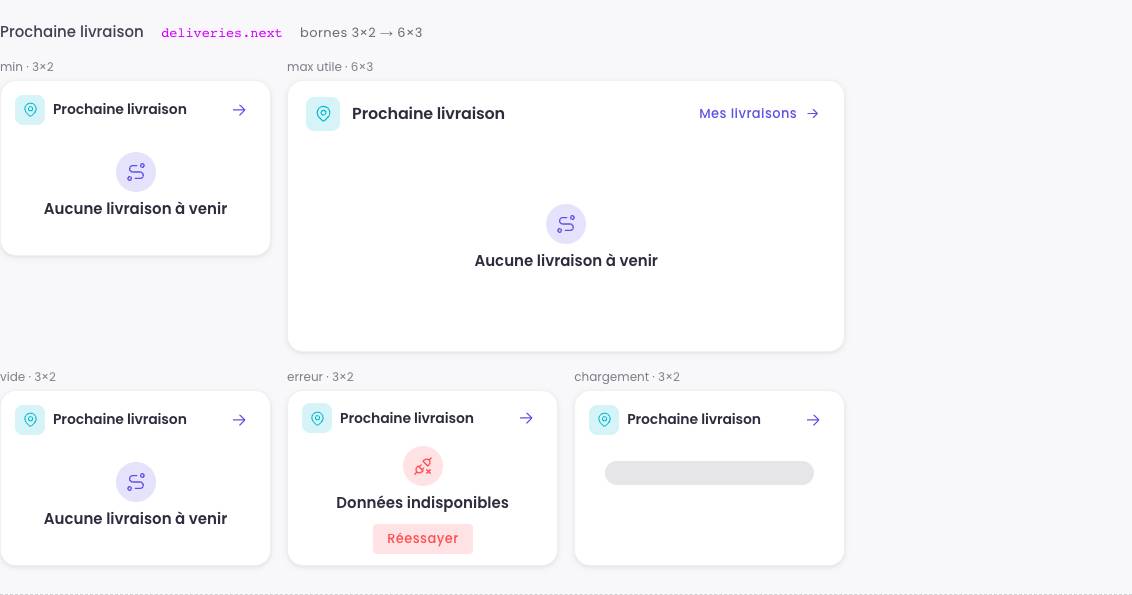 Prochaine livraison deliveries.next bornes 3×2 → 6×3
min · 3×2
Prochaine livraison
Aucune livraison à venir
max utile · 6×3
Prochaine livraison
Mes livraisons →
Aucune livraison à venir
vide · 3×2
Prochaine livraison
Aucune livraison à venir
erreur · 3×2
Prochaine livraison
Données indisponibles
Réessayer
chargement · 3×2
Prochaine livraison